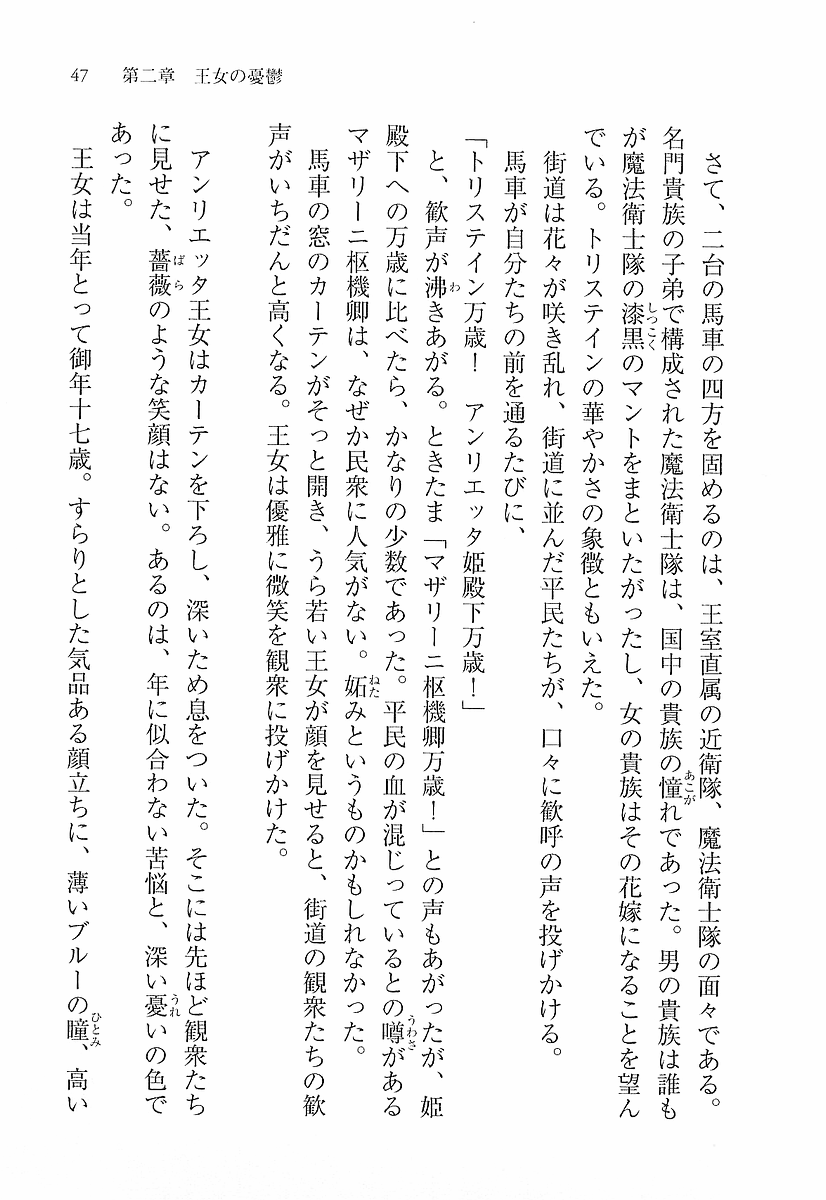 47　第二章　王女の憂鬱
さて、二台の馬車の四方を固めるのは、王室直属の近衛隊、魔法衛士隊の面々である。
名門貴族の子弟で構成された魔法衛士隊は、国中の貴族の憧れであった。男の貴族は誰も
が魔法衛士隊の漆黒のマントをまといたがったし、女の貴族はその花嫁になることを望ん
でいる。トリステインの華やかさの象徴ともいえた。
街道は花々が咲き乱れ、街道に並んだ平民たちが、口々に歓呼の声を投げかける。
馬車が自分たちの前を通るたびに、
「トリステイン万歳！　アンリエッタ姫殿下万歳！」
と、歓声が沸きあがる。ときたま「マザリーニ枢機卿万歳！」との声もあがったが、姫
殿下への万歳に比べたら、かなりの少数であった。平民の血が混じっているとの噂がある
マザリーニ枢機卿は、なぜか民衆に人気がない。妬みというものかもしれなかった。
馬車の窓のカーテンがそっと開き、うら若い王女が顔を見せると、街道の観衆たちの歓
声がいちだんと高くなる。王女は優雅に微笑を観衆に投げかけた。
アンリエッタ王女はカーテンを下ろし、深いため息をついた。そこには先ほど観衆たち
に見せた、薔薇のような笑顔はない。あるのは、年に似合わない苦悩と、深い憂いの色で
あった。
王女は当年とって御年十七歳。すらりとした気品ある顔立ちに、薄いブルーの瞳、高い